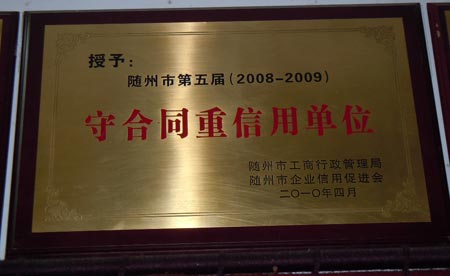 授予：
随州市第五届(2008-2009)
守合同重信用单位
随州市工商行政管理局
随州市企业信用促进会
二〇一〇年四月